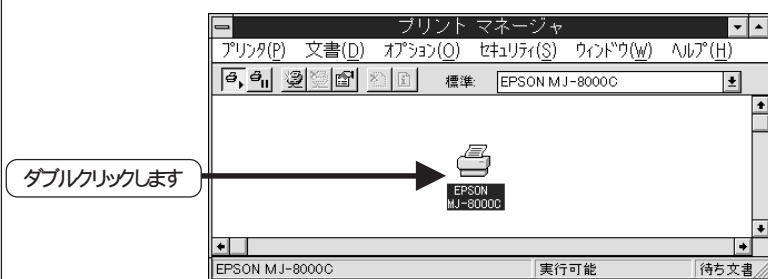 プリント マネージャ
プリンタ(P) 文書(D) オプション(O) セキュリティ(S) ウィンドウ(W) ヘルプ(H)
標準: EPSON MJ-8000C
ダブルクリックします
EPSON
MJ-8000C
EPSON MJ-8000C 実行可能 待ち文書